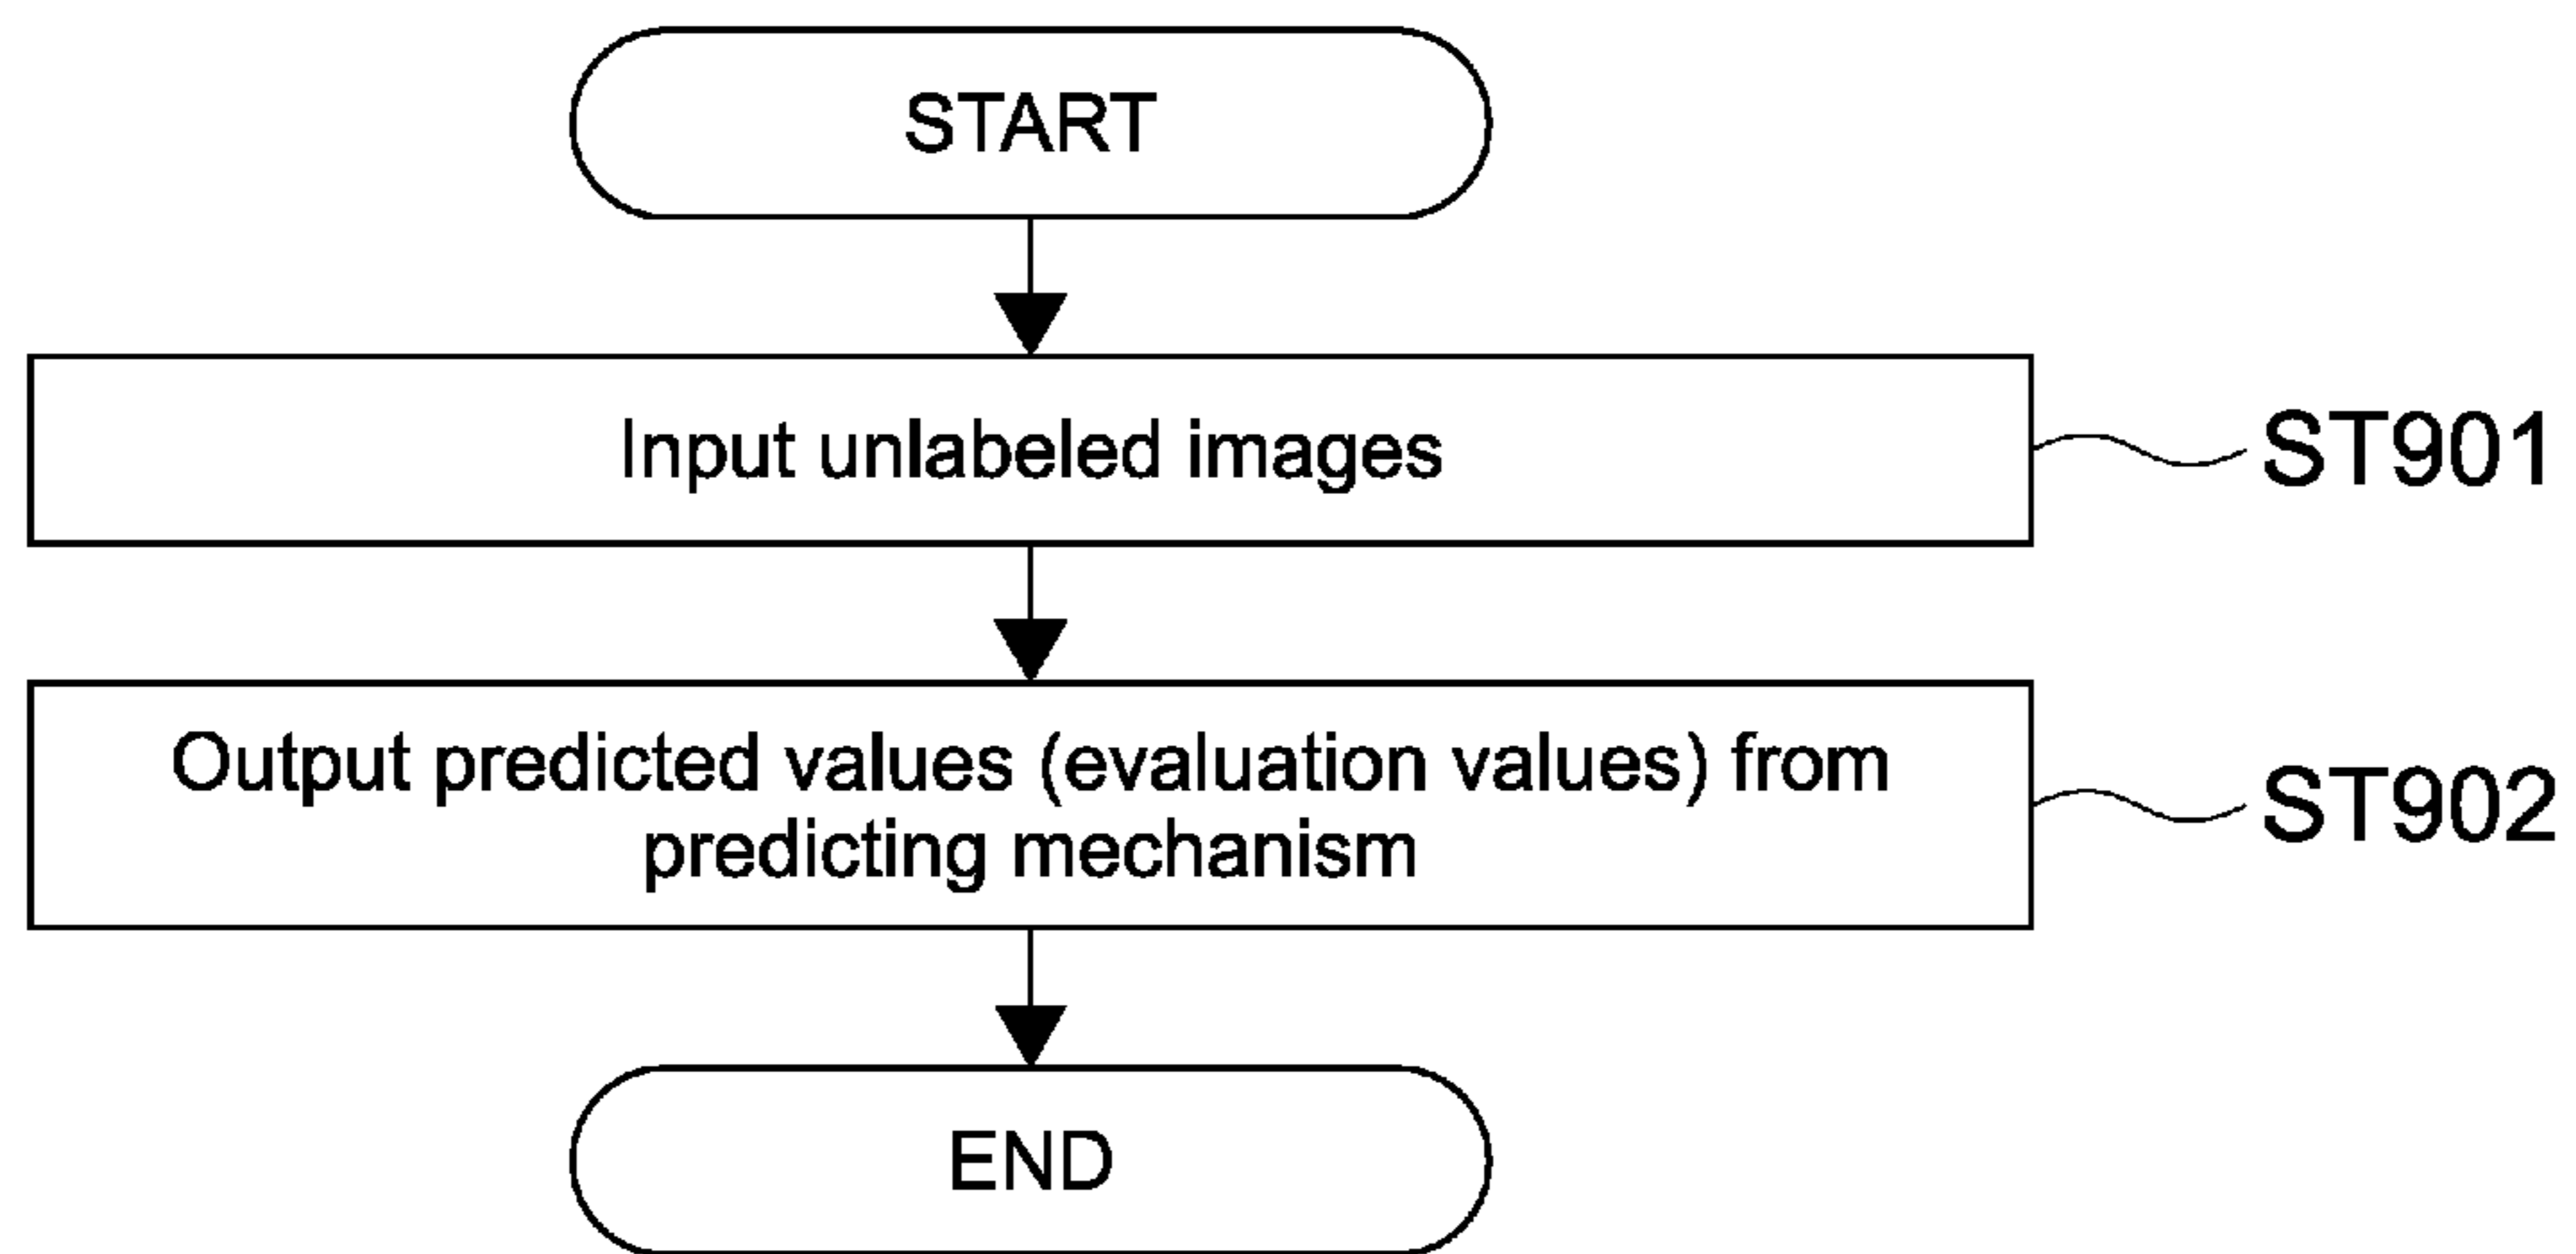 START
Input unlabeled images
ST901
Output predicted values (evaluation values) from
predicting mechanism
ST902
END